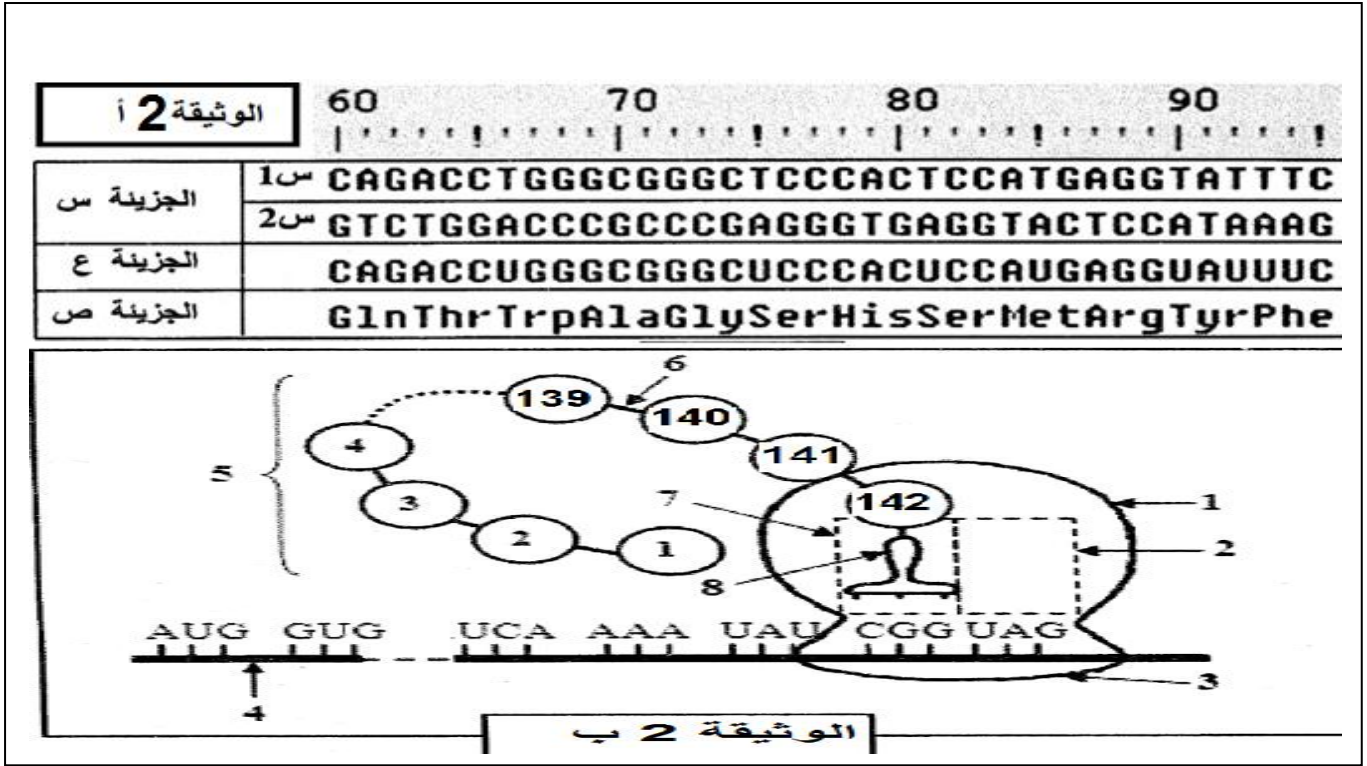 الوثيقة 2 أ
60 70 80 90
الجزيئة س
س1 CAGACCTGGGCGGGCTCCCACTCCATGAGGTATTTC
س2 GTCTGGACCCGCCCGAGGGTGAGGTACTCCATAAAG
الجزيئة ع CAGACCUGGGCGGGCUCCCACUCCAUGAGGUAUUUC
الجزيئة ص GlnThrTrpAlaGlySerHisSerMetArgTyrPhe
6
139 140 141 142
4 3 2 1
5
7
8
1
2
AUG GUG UCA AAA UAU CGG UAG
4
3
الوثيقة 2 ب